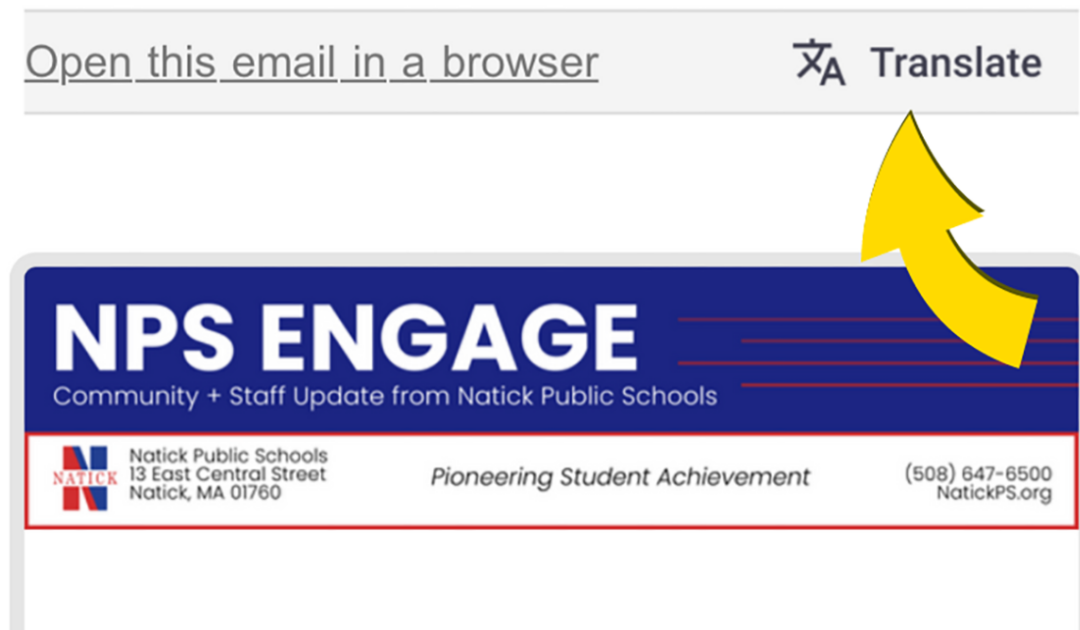 Open this email in a browser
Translate
NPS ENGAGE
Community + Staff Update from Natick Public Schools
NATICK
Natick Public Schools
13 East Central Street
Natick, MA 01760
Pioneering Student Achievement
(508) 647-6500
NatickPS.org